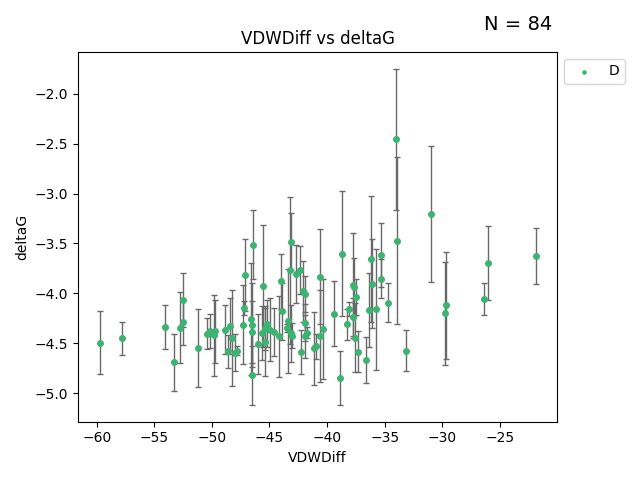 N = 84
VDWDiff vs deltaG
D
−2.0
−2.5
−3.0
−3.5
−4.0
−4.5
−5.0
deltaG
−60 −55 −50 −45 −40 −35 −30 −25
VDWDiff